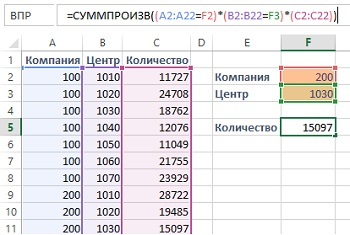 ВПР =СУММПРОИЗВ((A2:A22=F2)*(B2:B22=F3)*(C2:C22))
A B C D E F
1 Компания Центр Количество
2 100 1010 11727 Компания 200
3 100 1020 24708 Центр 1030
4 100 1030 18762
5 100 1040 12076 Количество 15097
6 100 1050 11049
7 100 1060 21755
8 100 1070 23929
9 200 1010 28722
10 200 1020 19485
11 200 1030 15097